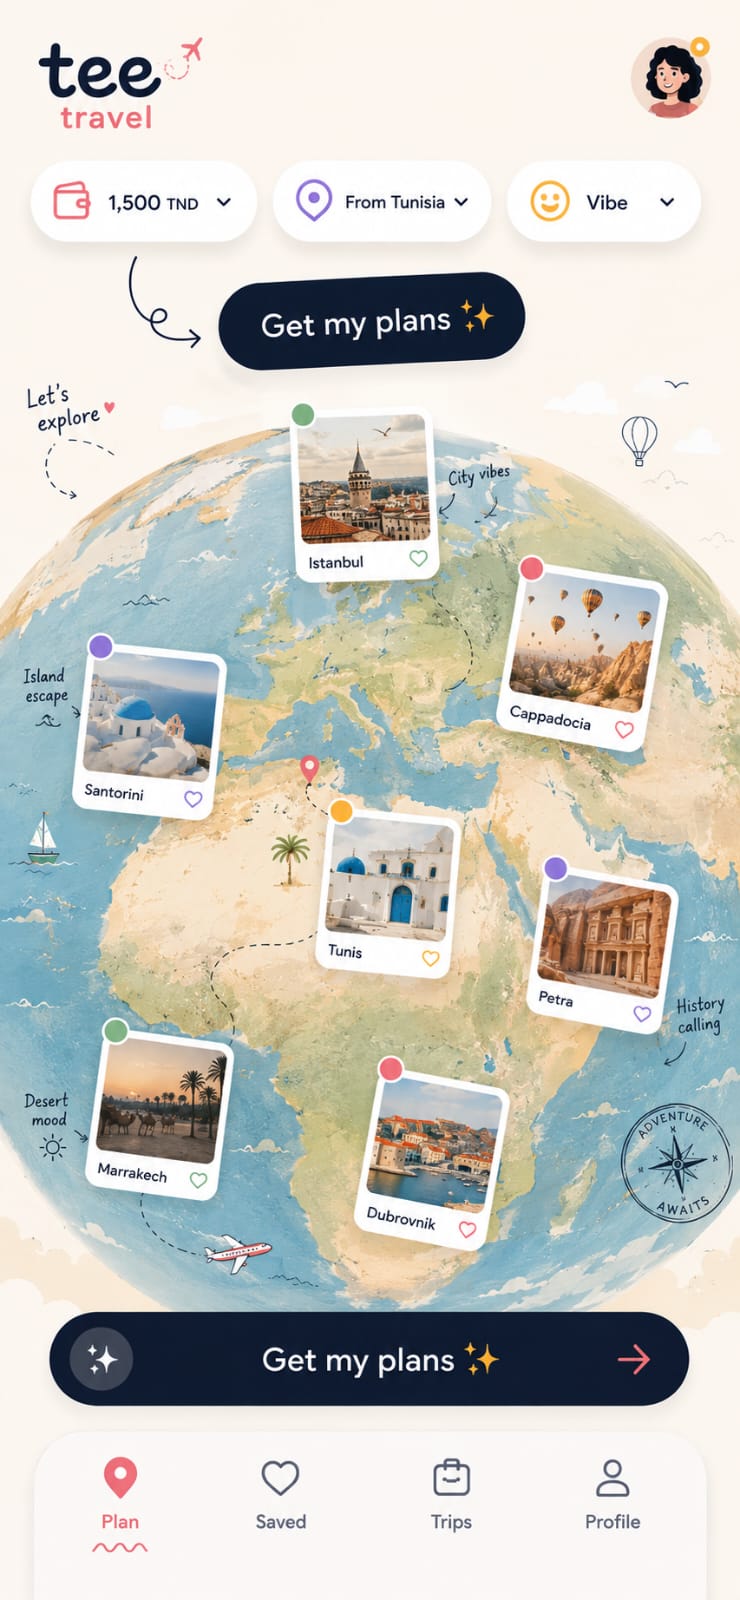 tee
travel
1,500 TND
From Tunisia
Vibe
Get my plans
Let's
explore
City vibes
Istanbul
Island
escape
Cappadocia
Santorini
Tunis
Petra
History
calling
Desert
mood
Marrakech
Dubrovnik
ADVENTURE
AWAITS
Get my plans
Plan
Saved
Trips
Profile